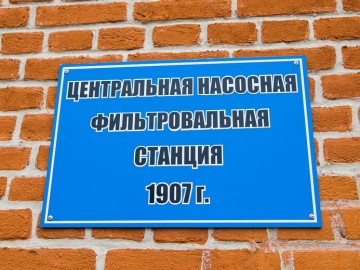 ЦЕНТРАЛЬНАЯ НАСОСНАЯ
ФИЛЬТРОВАЛЬНАЯ
СТАНЦИЯ
1907 г.